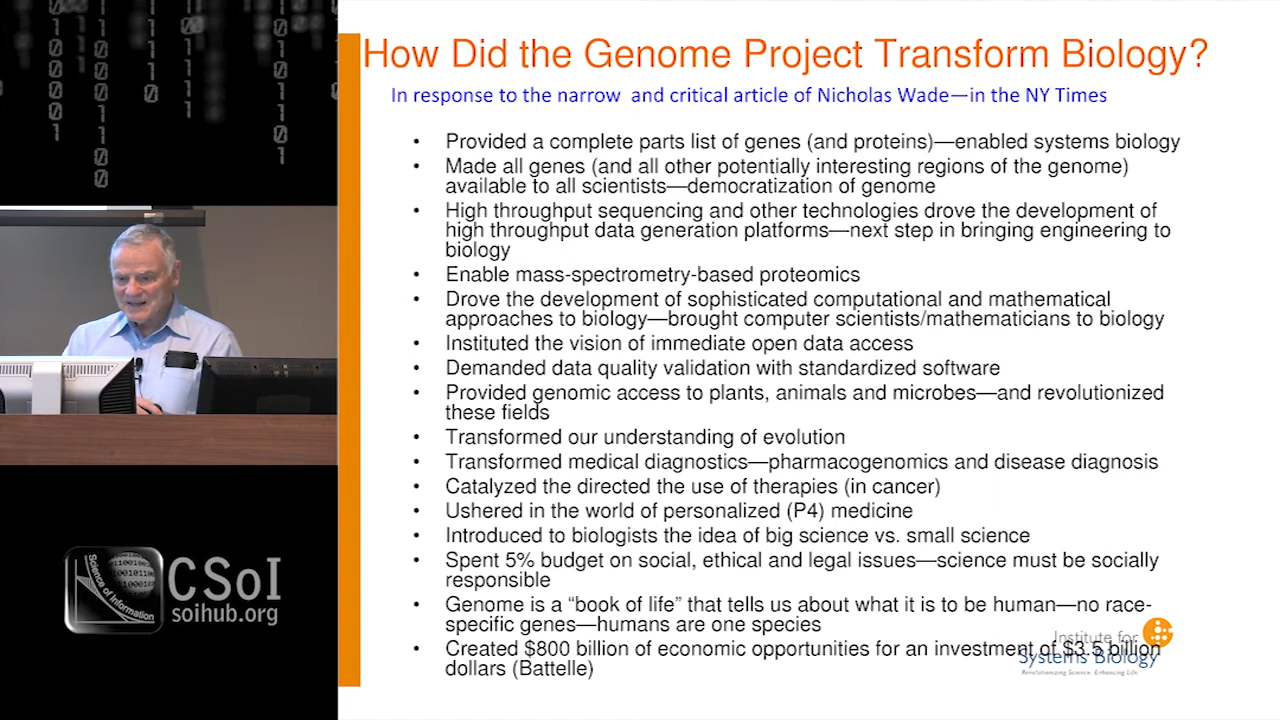 How Did the Genome Project Transform Biology?
In response to the narrow and critical article of Nicholas Wade—in the NY Times
• Provided a complete parts list of genes (and proteins)—enabled systems biology
• Made all genes (and all other potentially interesting regions of the genome)
available to all scientists—democratization of genome
• High throughput sequencing and other technologies drove the development of
high throughput data generation platforms—next step in bringing engineering to
biology
• Enable mass-spectrometry-based proteomics
• Drove the development of sophisticated computational and mathematical
approaches to biology—brought computer scientists/mathematicians to biology
• Instituted the vision of immediate open data access
• Demanded data quality validation with standardized software
• Provided genomic access to plants, animals and microbes—and revolutionized
these fields
• Transformed our understanding of evolution
• Transformed medical diagnostics—pharmacogenomics and disease diagnosis
• Catalyzed the directed the use of therapies (in cancer)
• Ushered in the world of personalized (P4) medicine
• Introduced to biologists the idea of big science vs. small science
• Spent 5% budget on social, ethical and legal issues—science must be socially
responsible
• Genome is a “book of life” that tells us about what it is to be human—no race-
specific genes—humans are one species
• Created $800 billion of economic opportunities for an investment of $3.5 billion
dollars (Battelle)
Institute for
Systems Biology
Revolutionizing Science. Enhancing Life.
Science of Information
CSoI
soihub.org